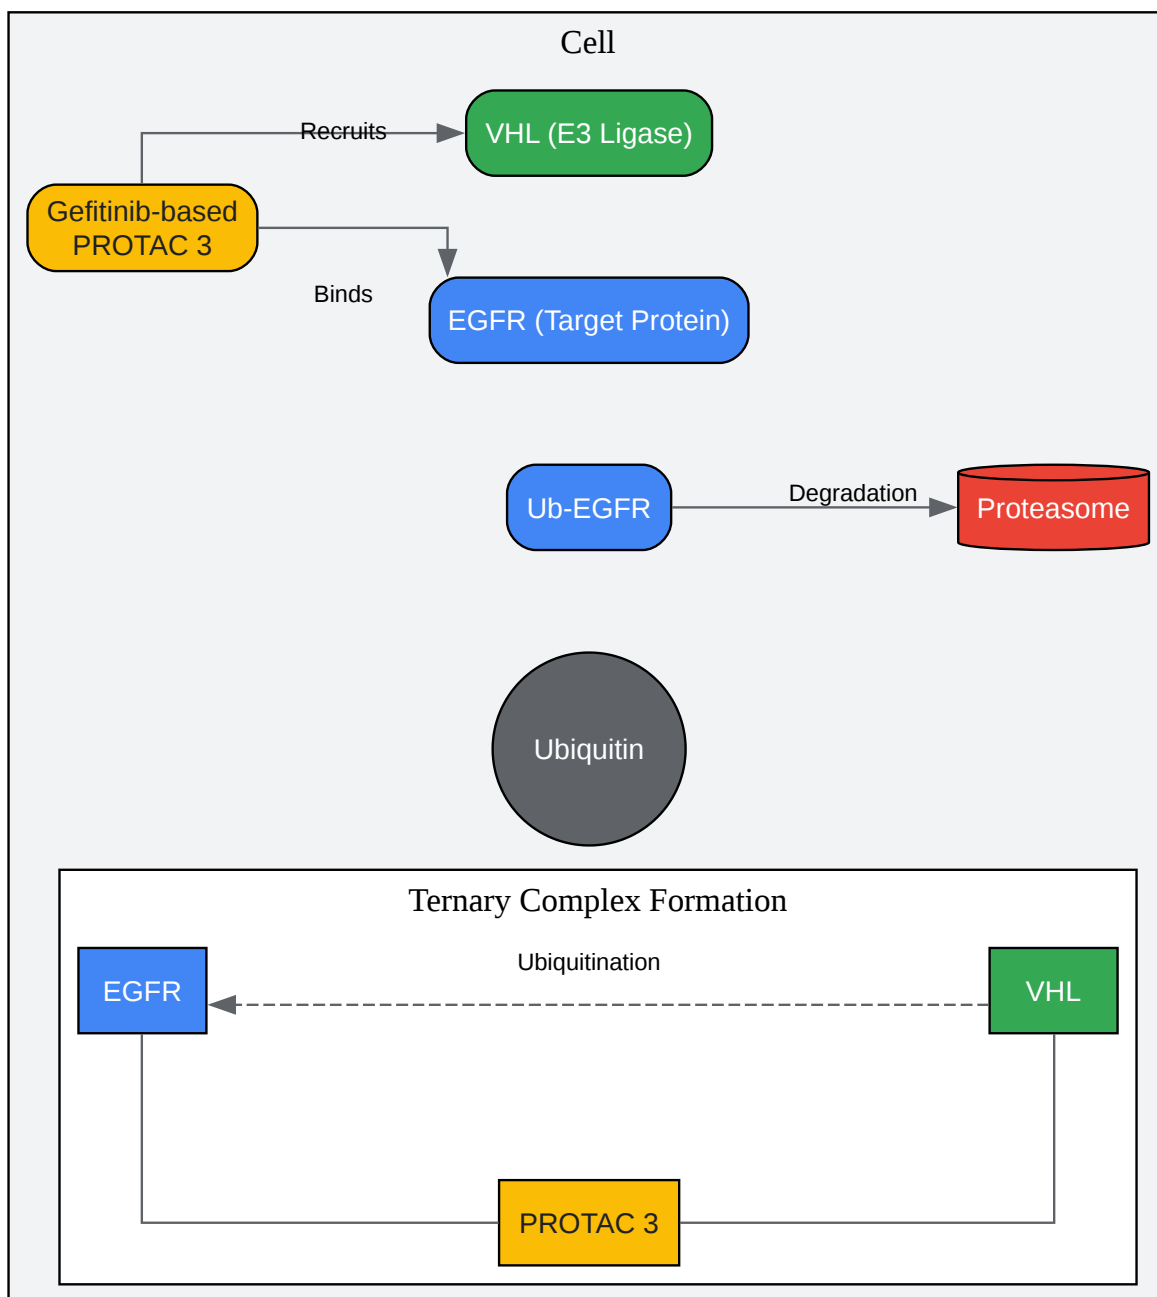 Cell
Recruits
VHL (E3 Ligase)
Gefitinib-based
PROTAC 3
Binds
EGFR (Target Protein)
Ub-EGFR
Degradation
Proteasome
Ubiquitin
Ternary Complex Formation
Ubiquitination
EGFR
VHL
PROTAC 3